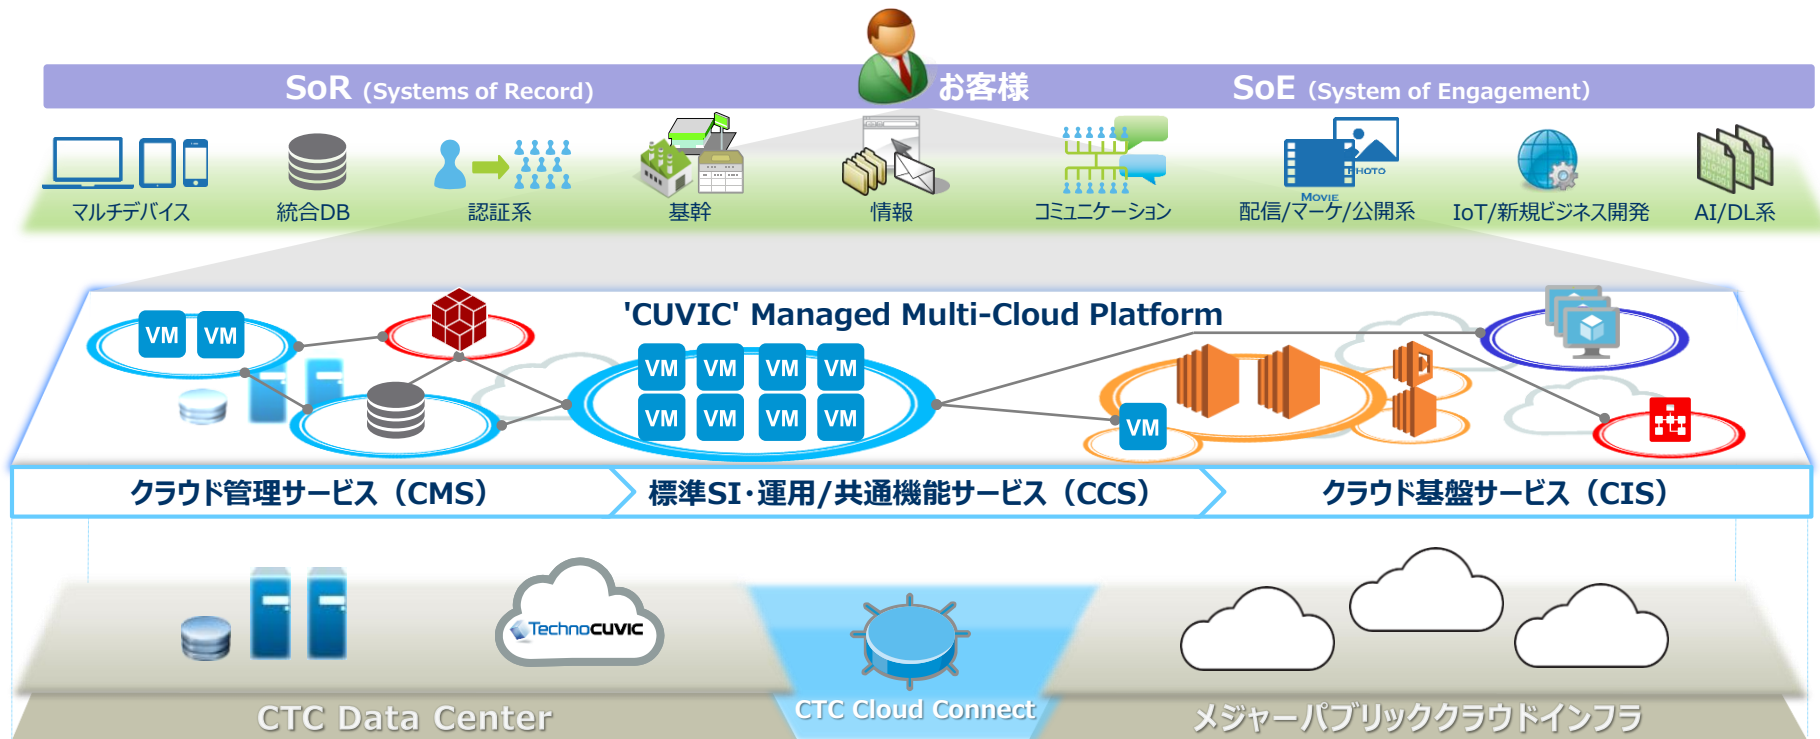 SoR (Systems of Record)
お客様
SoE（System of Engagement）
PHOTO
MOVIE
マルチデバイス
統合DB
認証系
基幹
情報
コミュニケーション
配信/マーケ/公開系
IoT/新規ビジネス開発
AI/DL系
'CUVIC' Managed Multi-Cloud Platform
VM VM
VM VM VM VM
VM VM VM VM
VM
クラウド管理サービス（CMS）
標準SI・運用/共通機能サービス（CCS）
クラウド基盤サービス（CIS）
TechnoCUVIC
CTC Data Center
CTC Cloud Connect
メジャーパブリッククラウドインフラ